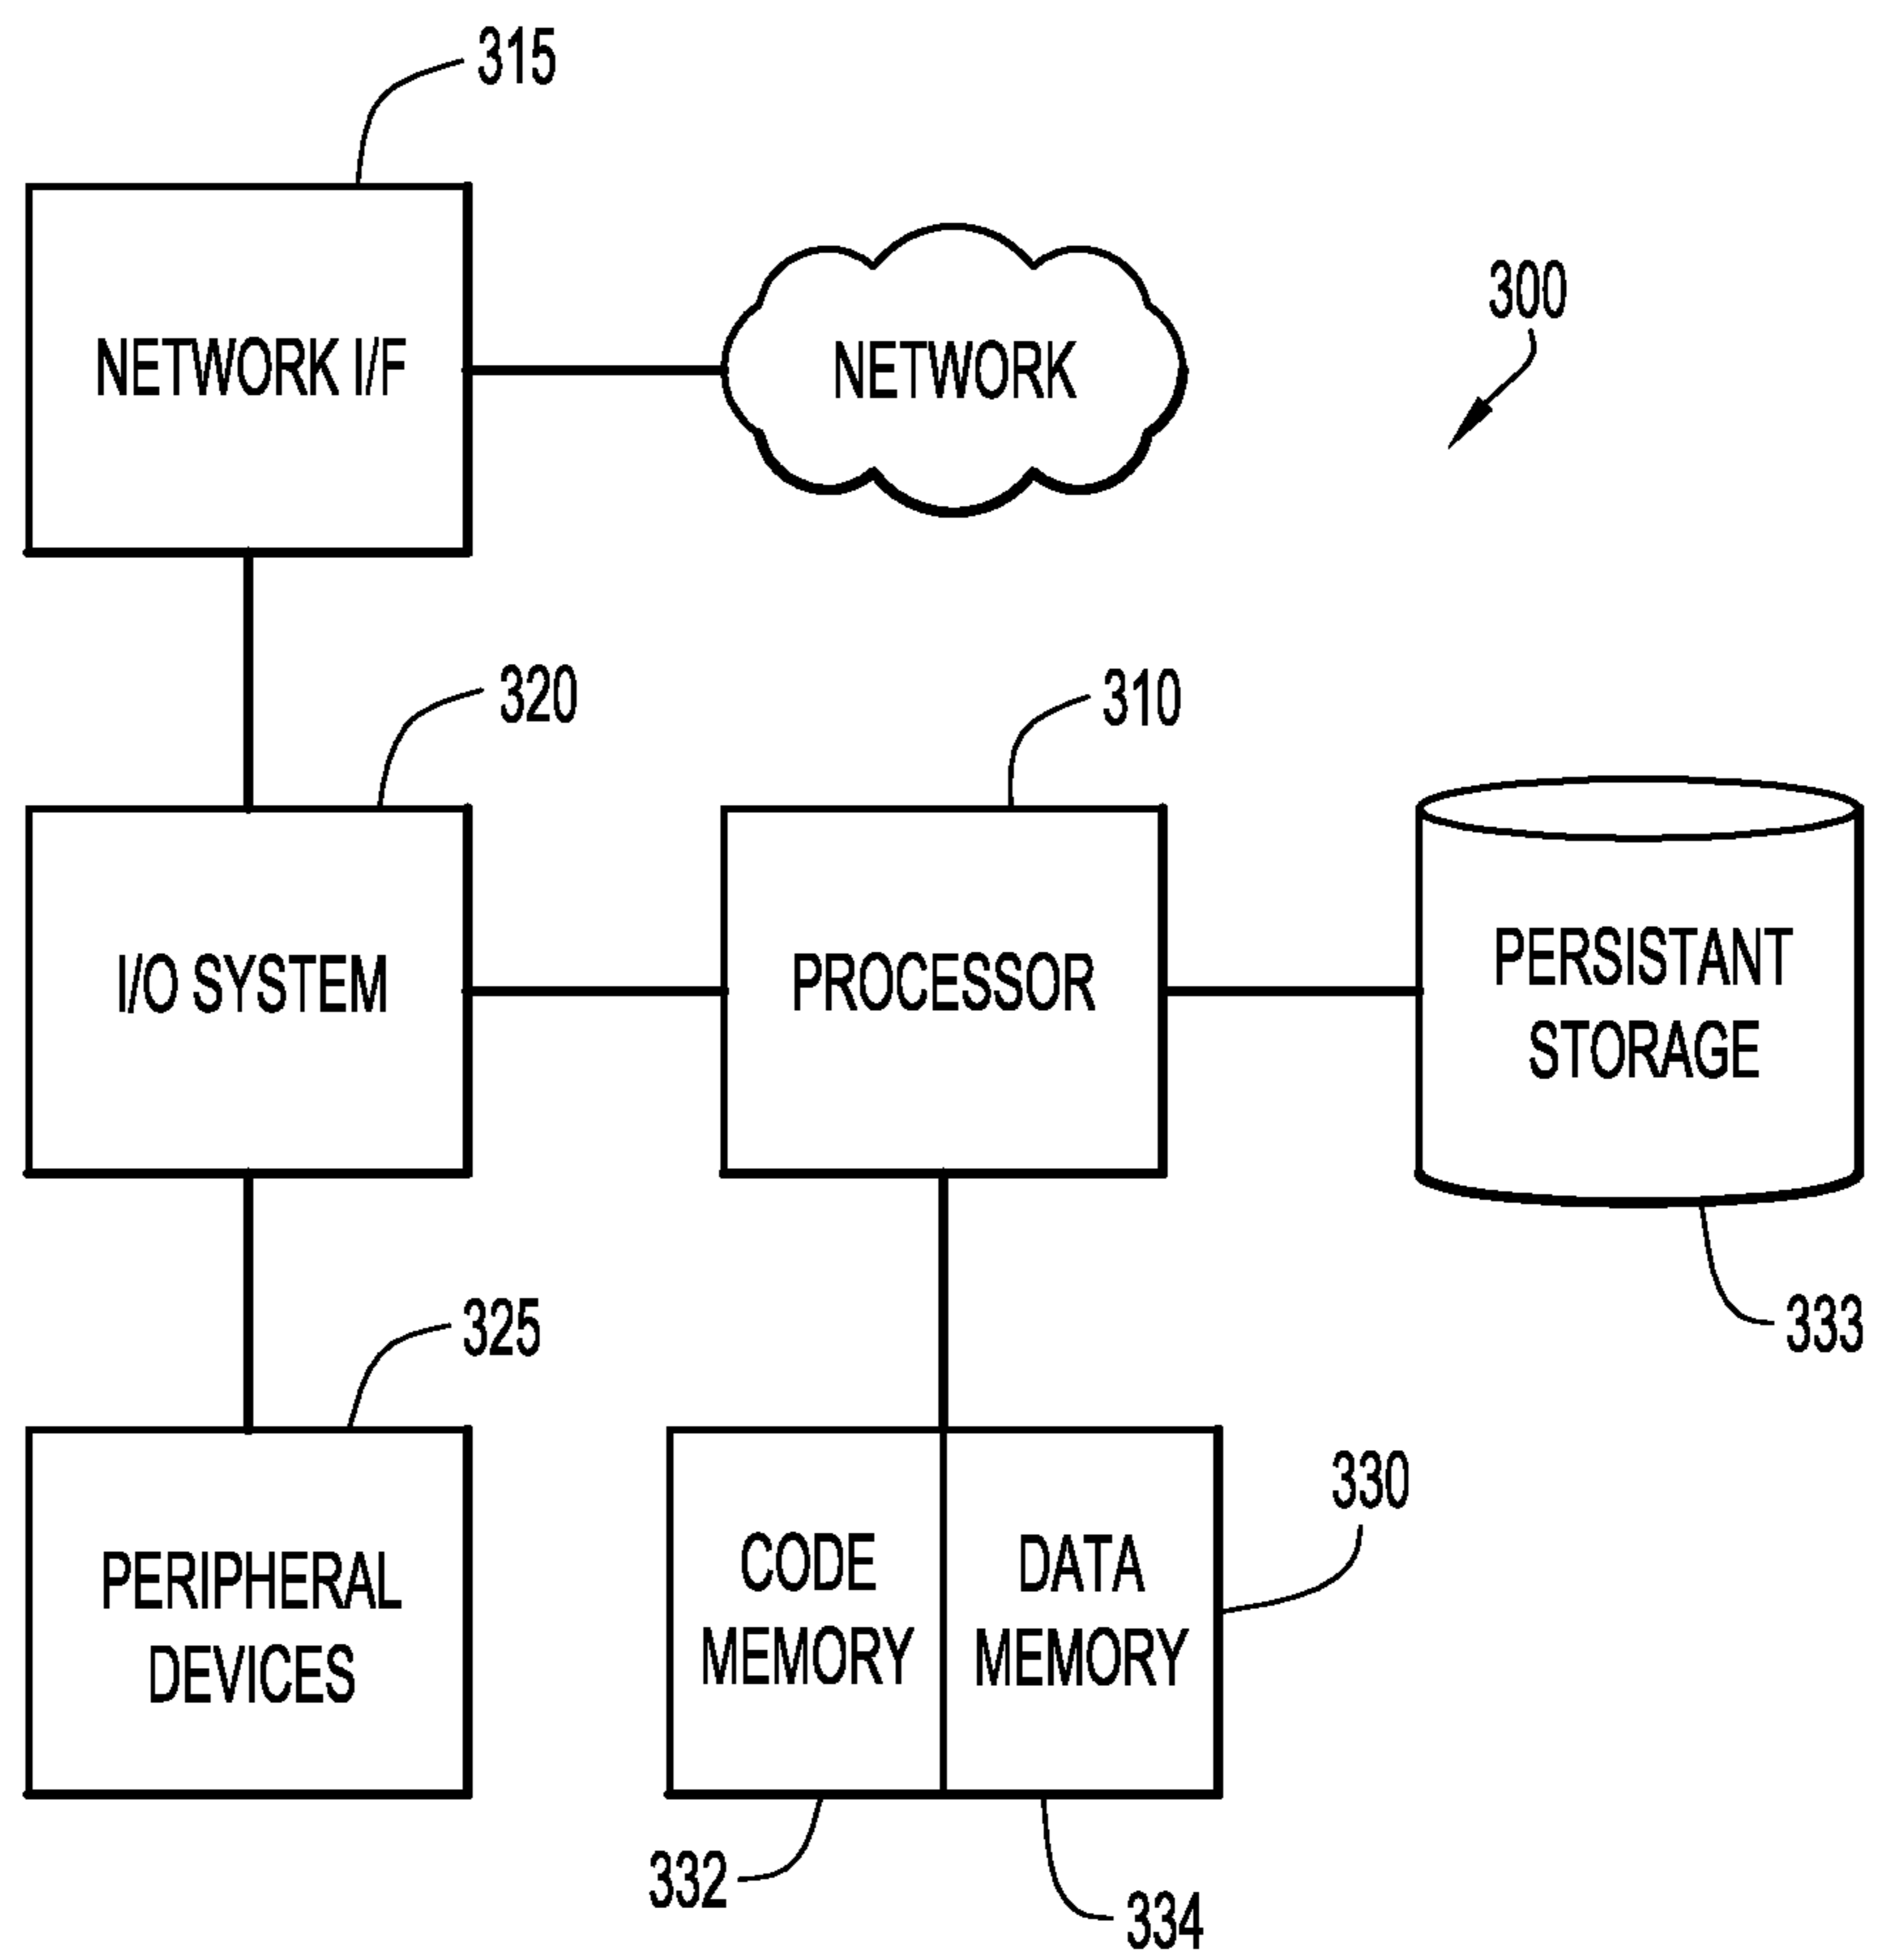 315
NETWORK I/F
NETWORK
300
320
310
I/O SYSTEM
PROCESSOR
PERSISTANT
STORAGE
325
333
330
PERIPHERAL
DEVICES
CODE
MEMORY
DATA
MEMORY
332
334